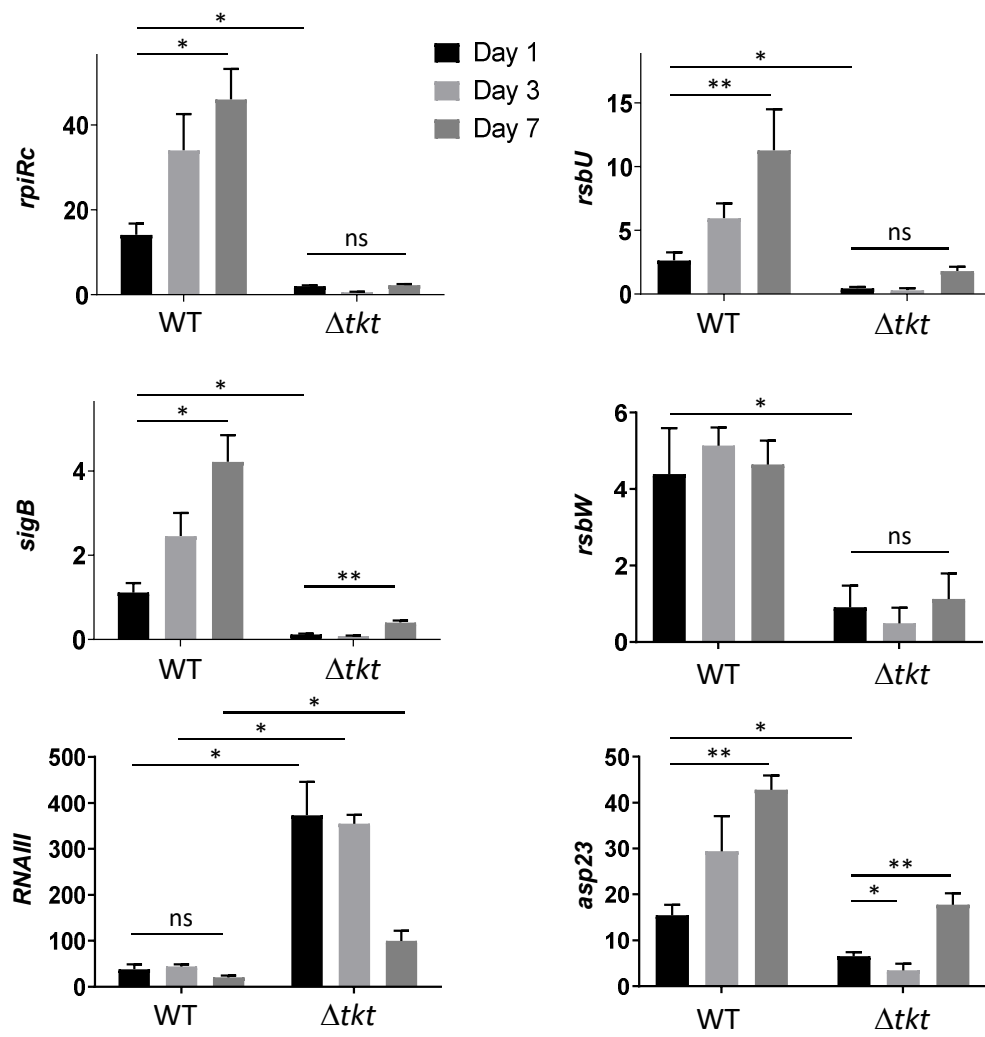 *
*
Day 1
Day 3
Day 7
rpiRc
40
20
0
ns
WT
Δtkt
*
**
rsbU
15
10
5
0
ns
WT
Δtkt
*
*
sigB
4
2
0
**
WT
Δtkt
*
rsbW
6
4
2
0
ns
WT
Δtkt
*
*
*
RNAIII
500
400
300
200
100
0
ns
WT
Δtkt
*
**
asp23
50
40
30
20
10
0
**
*
WT
Δtkt